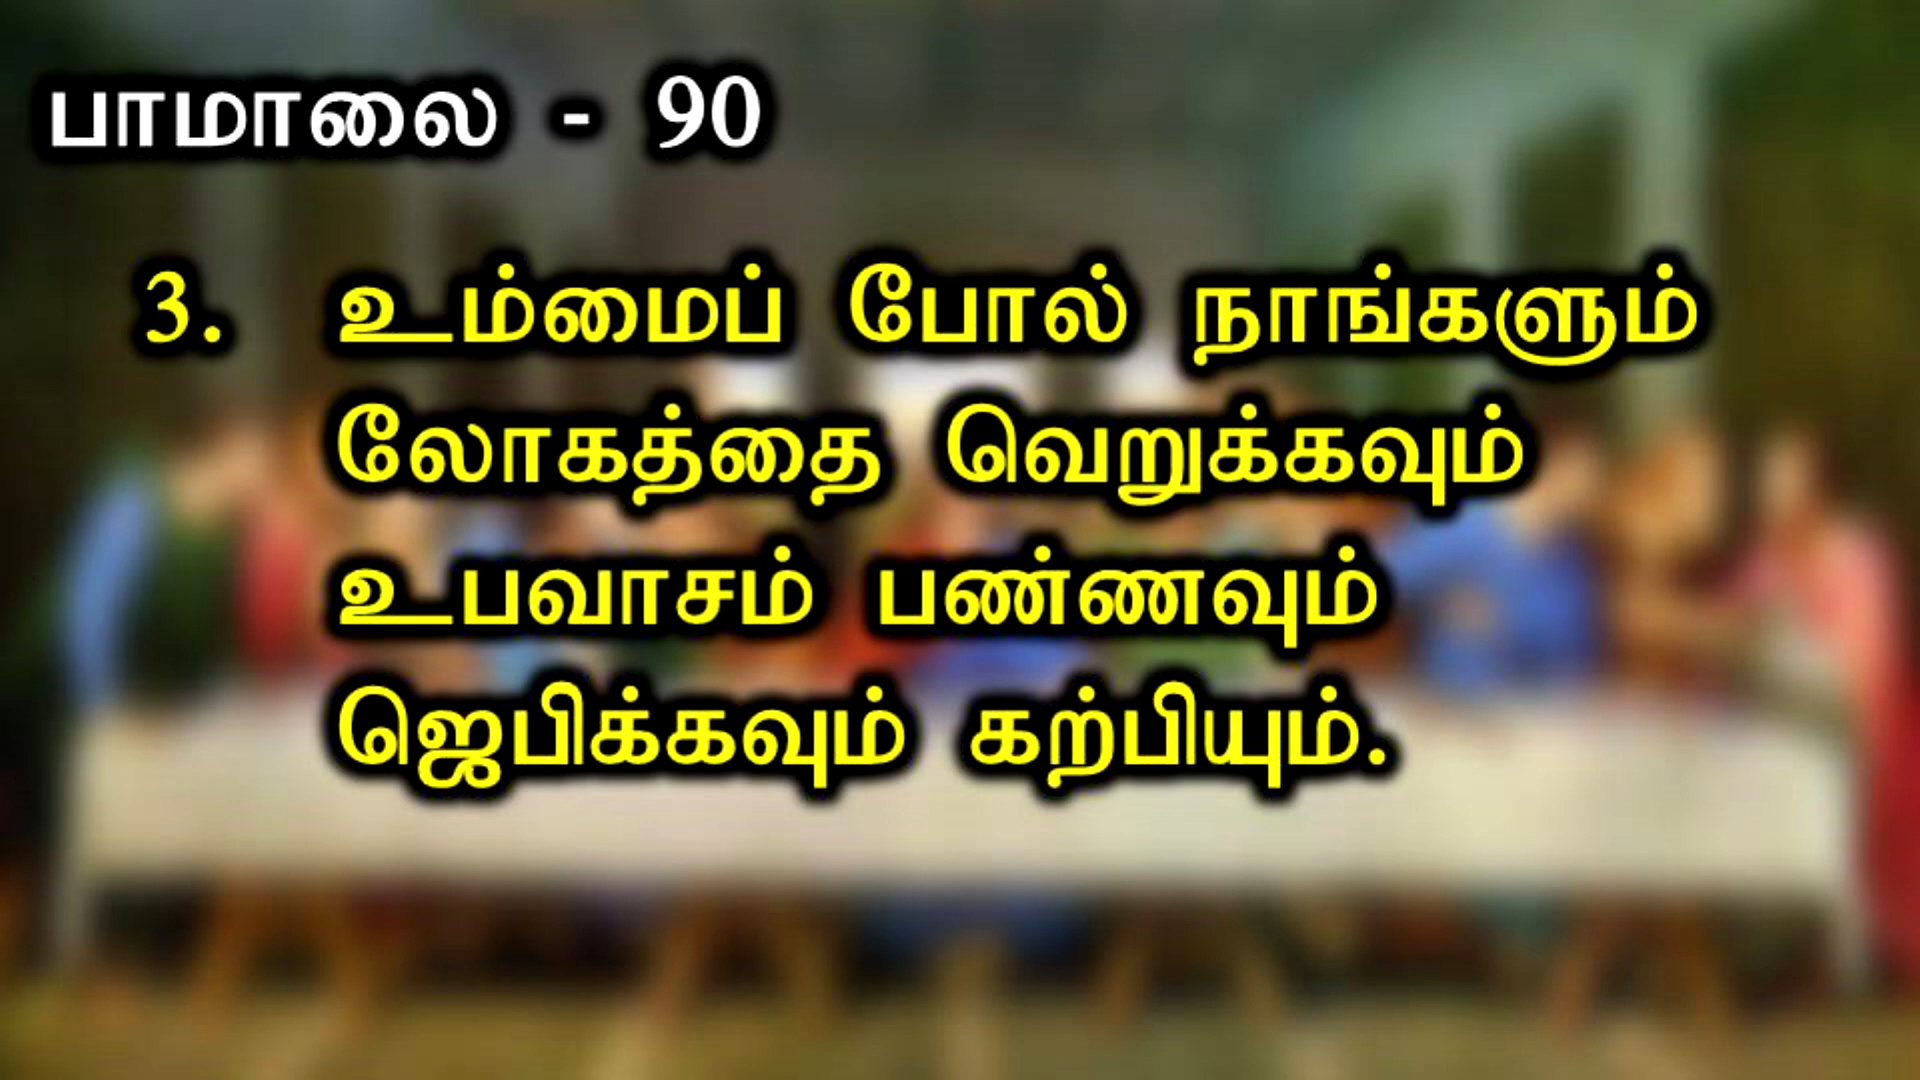 பாமாலை - 90
3. உம்மைப் போல் நாங்களும்
லோகத்தை வெறுக்கவும்
உபவாசம் பண்ணவும்
ஜெபிக்கவும் கற்பியும்.